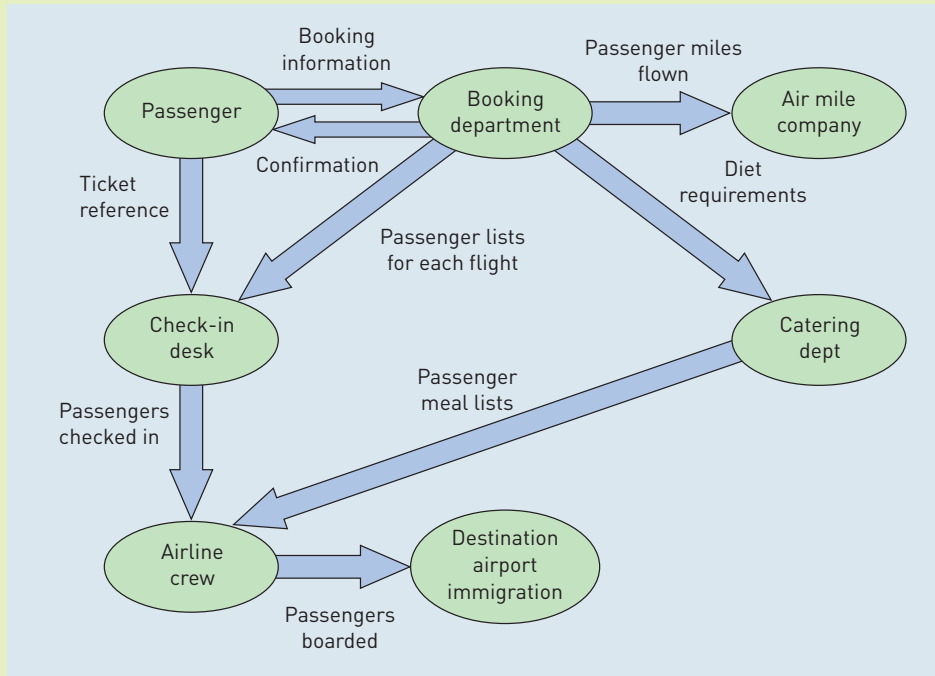 Booking
information
Passenger miles
flown
Passenger
Booking
department
Air mile
company
Confirmation
Ticket
reference
Diet
requirements
Passenger lists
for each flight
Check-in
desk
Catering
dept
Passenger
meal lists
Passengers
checked in
Airline
crew
Destination
airport
immigration
Passengers
boarded